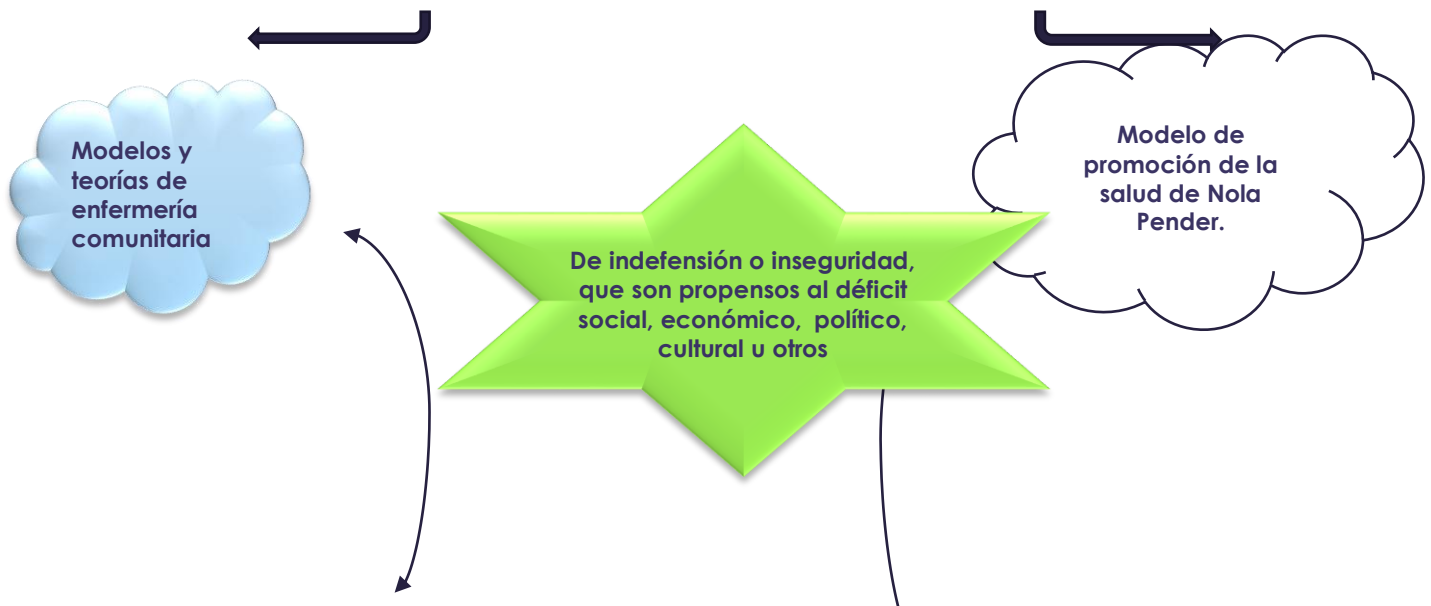 Modelos y
teorías de
enfermería
comunitaria
Modelo de
promoción de la
salud de Nola
Pender.
De indefensión o inseguridad,
que son propensos al déficit
social, económico, político,
cultural u otros